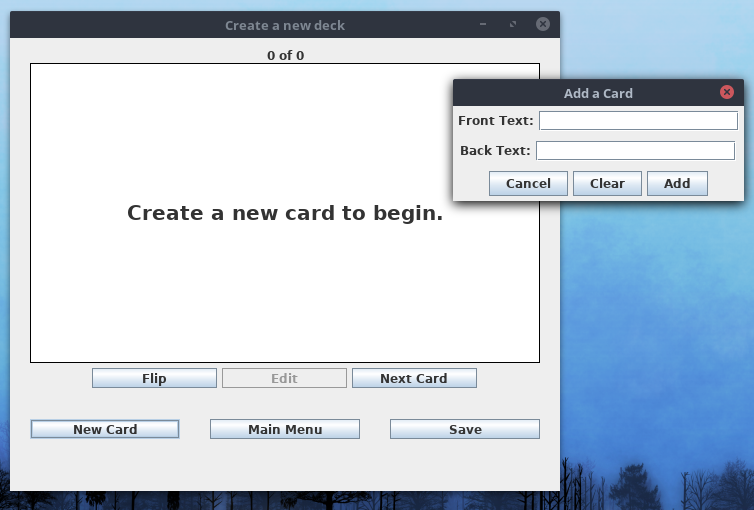 Create a new deck
0 of 0
Create a new card to begin.
Flip Edit Next Card
New Card Main Menu Save
Add a Card
Front Text:
Back Text:
Cancel Clear Add